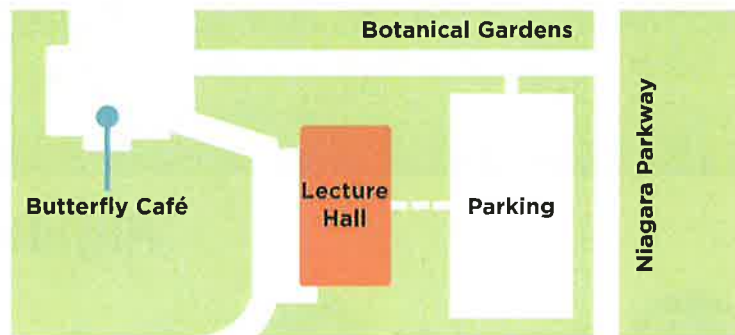 Botanical Gardens
Butterfly Café
Lecture
Hall
Parking
Niagara Parkway